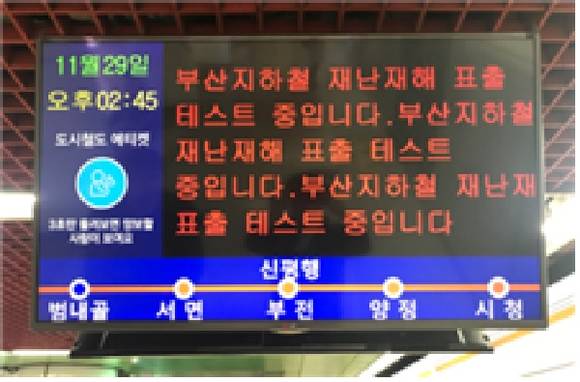 11월29일
오후02:45
도시철도 에티켓
부산지하철 재난재해 표출
테스트 중입니다.부산지하철
재난재해 표출 테스트
중입니다.부산지하철 재난재
표출 테스트 중입니다
신평행
범내골 서면 부전 양정 시청